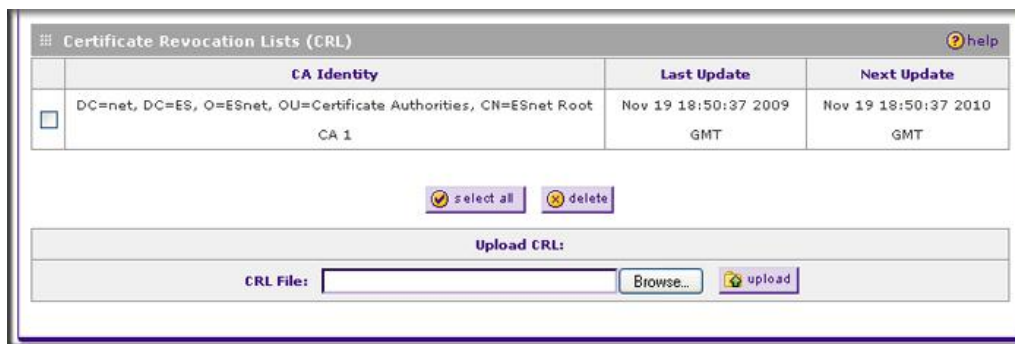 Certificate Revocation Lists (CRL)
help
CA Identity
Last Update
Next Update
DC=net, DC=ES, O=ESnet, OU=Certificate Authorities, CN=ESnet Root
CA 1
Nov 19 18:50:37 2009
GMT
Nov 19 18:50:37 2010
GMT
select all
delete
Upload CRL:
CRL File:
Browse...
upload